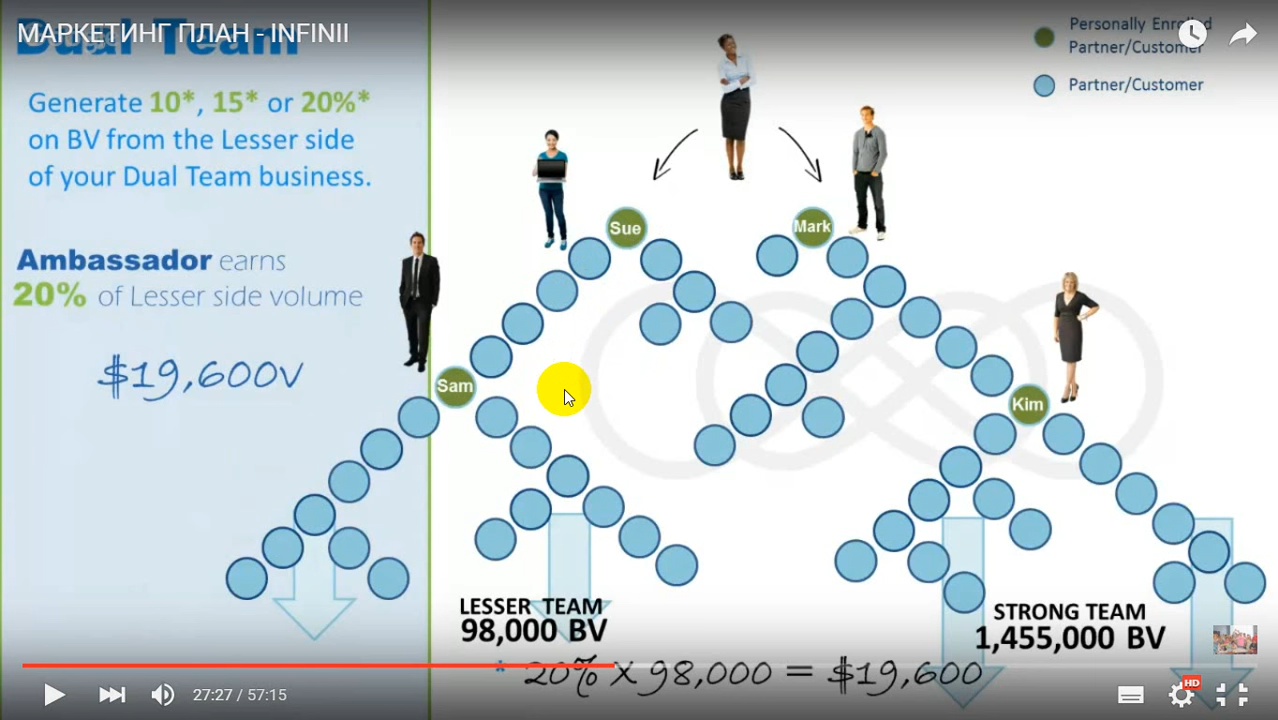 МАРКЕТИНГ ПЛАН - INFINII
Dual Team
Personally Enrolled
Partner/Customer
Partner/Customer
Generate 10*, 15* or 20%*
on BV from the Lesser side
of your Dual Team business.
Ambassador earns
20% of Lesser side volume
$19,600v
Sue
Mark
Sam
Kim
LESSER TEAM
98,000 BV
STRONG TEAM
1,455,000 BV
* 20% X 98,000 = $19,600
27:27 / 57:15
HD